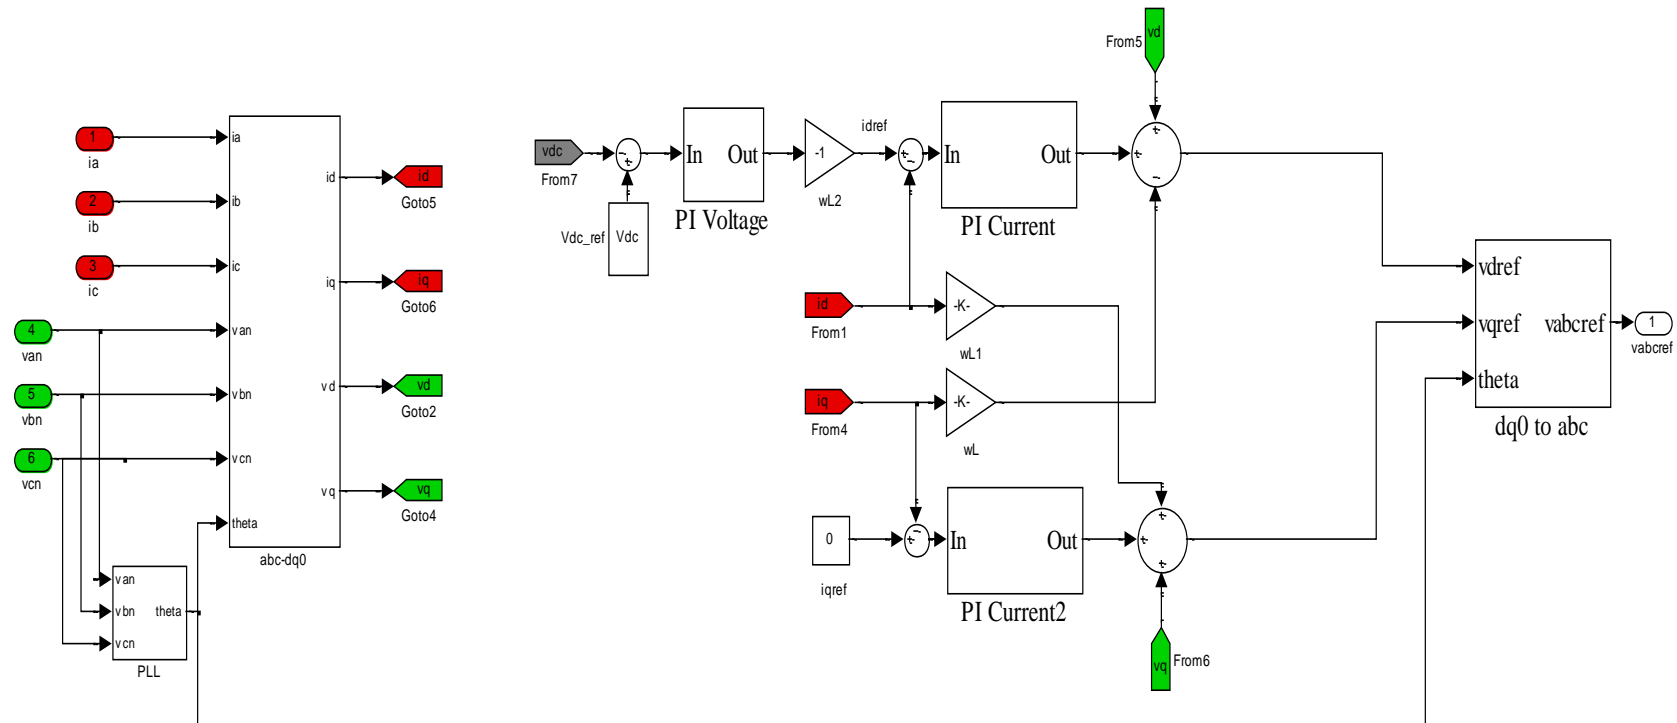 1
ia
2
ib
3
ic
4
van
5
vbn
6
vcn
ia
ib
ic
van
vbn
vcn
theta
id
iq
vd
vq
abc-dq0
id
Goto5
iq
Goto6
vd
Goto2
vq
Goto4
van
vbn
vcn
theta
PLL
vdc
From7
-
+
Vdc_ref
Vdc
In
Out
PI Voltage
-1
wL2
idref
+
-
In
Out
PI Current
From5
vd
+
+
-
id
From1
-K-
wL1
iq
From4
-K-
wL
0
iqref
-
+
In
Out
PI Current2
+
+
+
vq
From6
vdref
vqref
theta
vabcref
dq0 to abc
1
vabcref